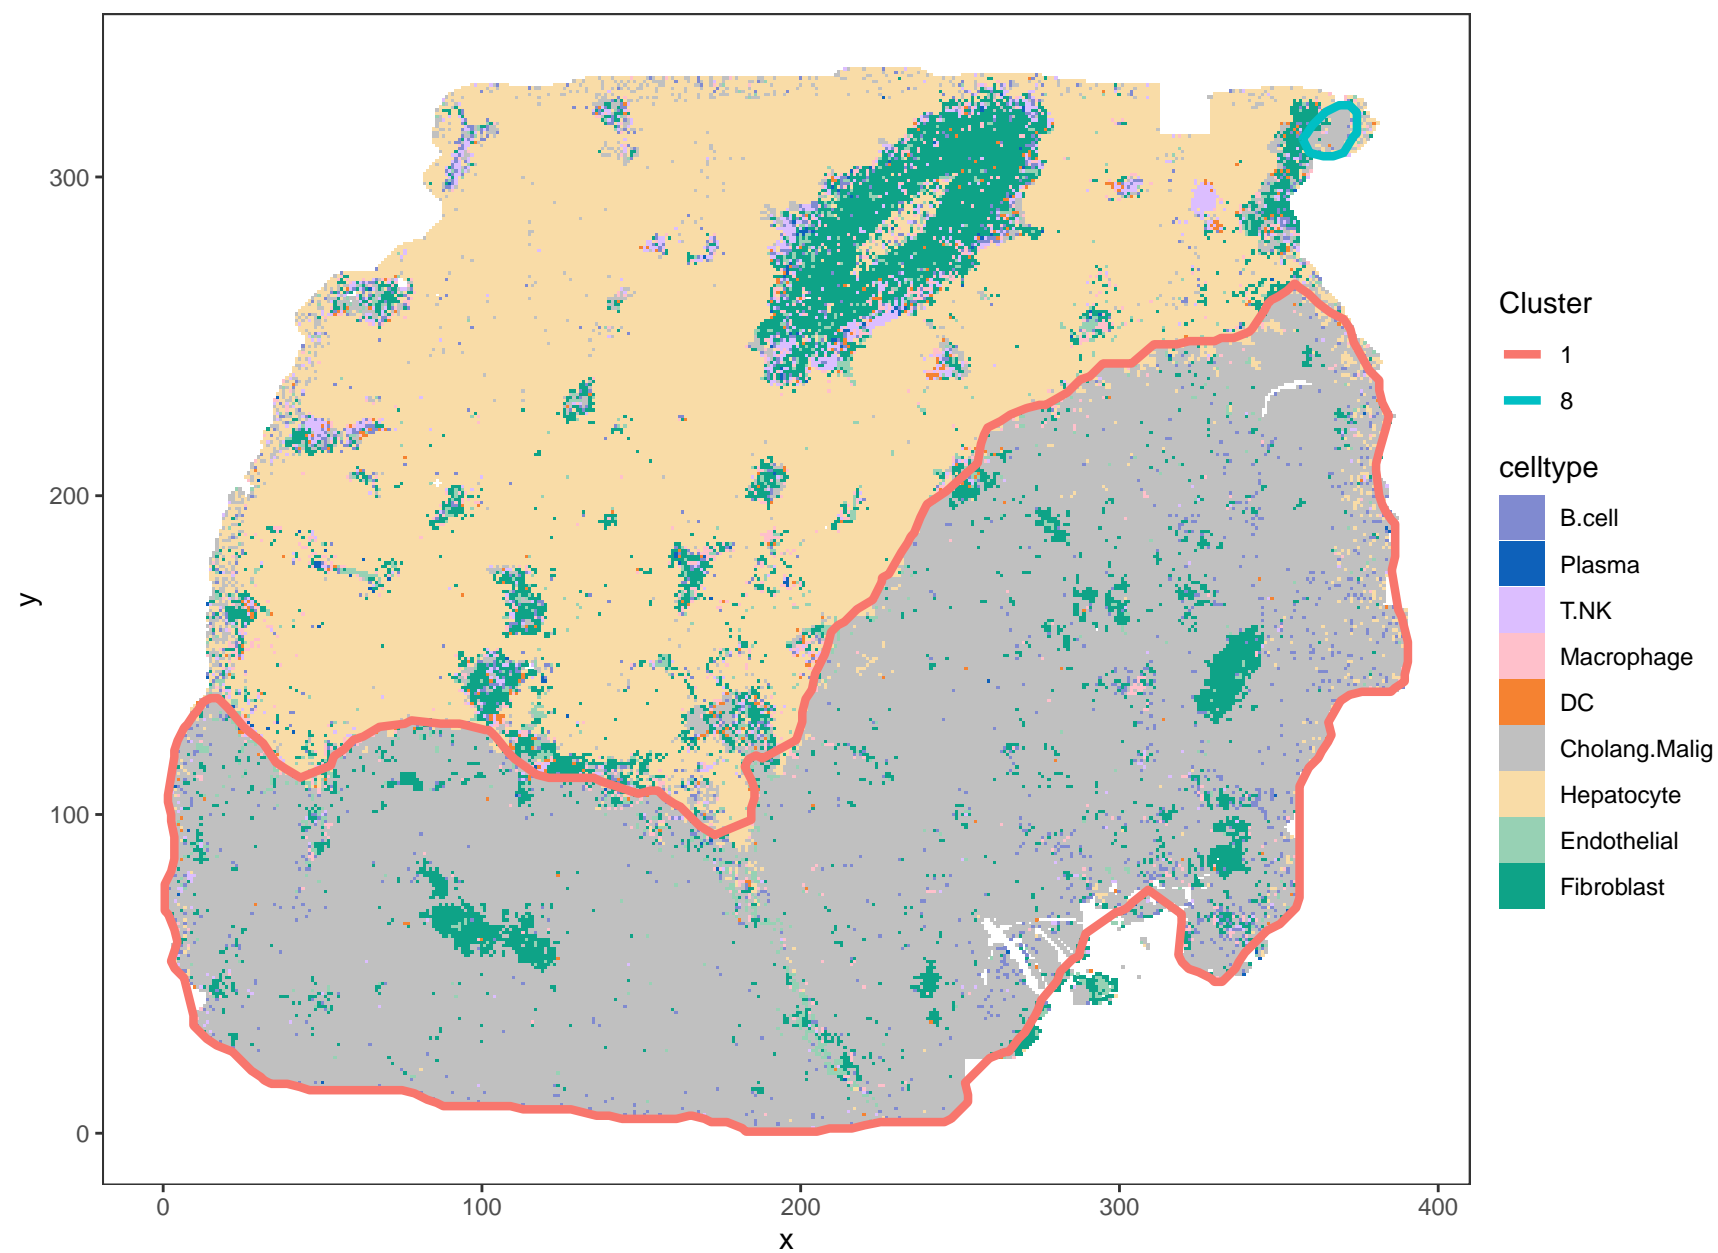 300
200
100
0
y
0
100
200
300
400
x
Cluster
1
8
celltype
B.cell
Plasma
T.NK
Macrophage
DC
Cholang.Malig
Hepatocyte
Endothelial
Fibroblast